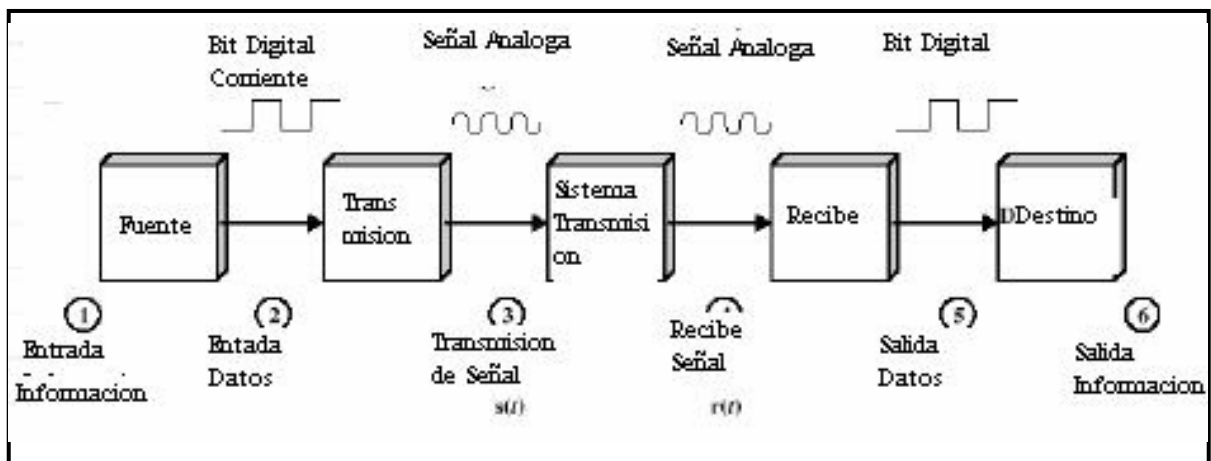 Bit Digital
Corriente
Señal Analoga
Señal Analoga
Bit Digital
Fuente
Trans
mision
Sistema
Transmisi
on
Recibe
DDestino
1
2
3
5
6
Entrada
Informacion
Entada
Datos
Transmision
de Señal
s(t)
Recibe
Señal
r(t)
Salida
Datos
Salida
Informacion